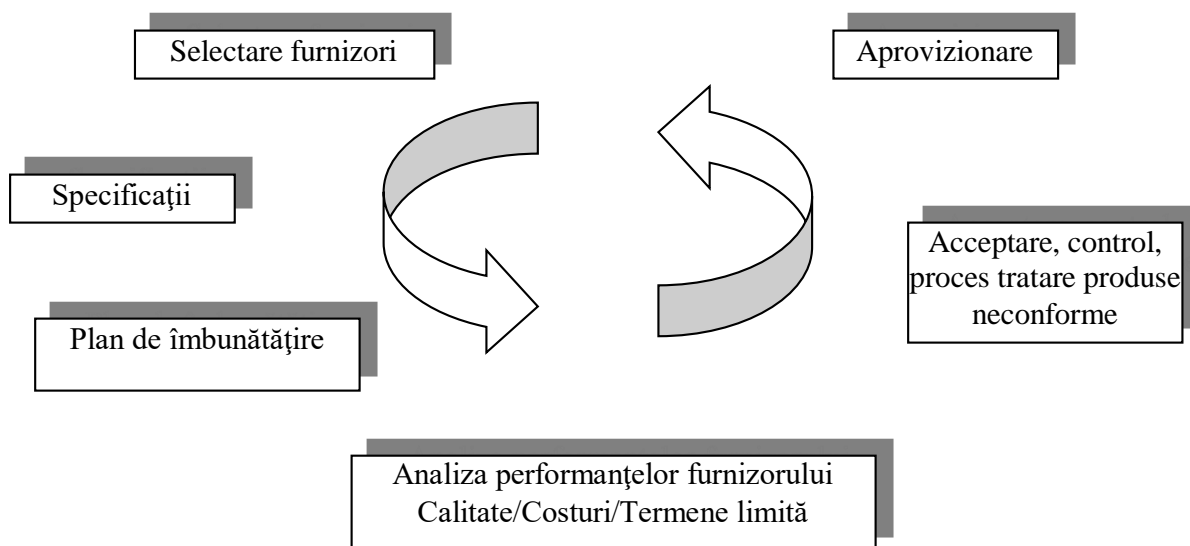 Selectare furnizori
Aprovizionare
Specificaţii
Acceptare, control,
proces tratare produse
neconforme
Plan de îmbunătăţire
Analiza performanţelor furnizorului
Calitate/Costuri/Termene limită